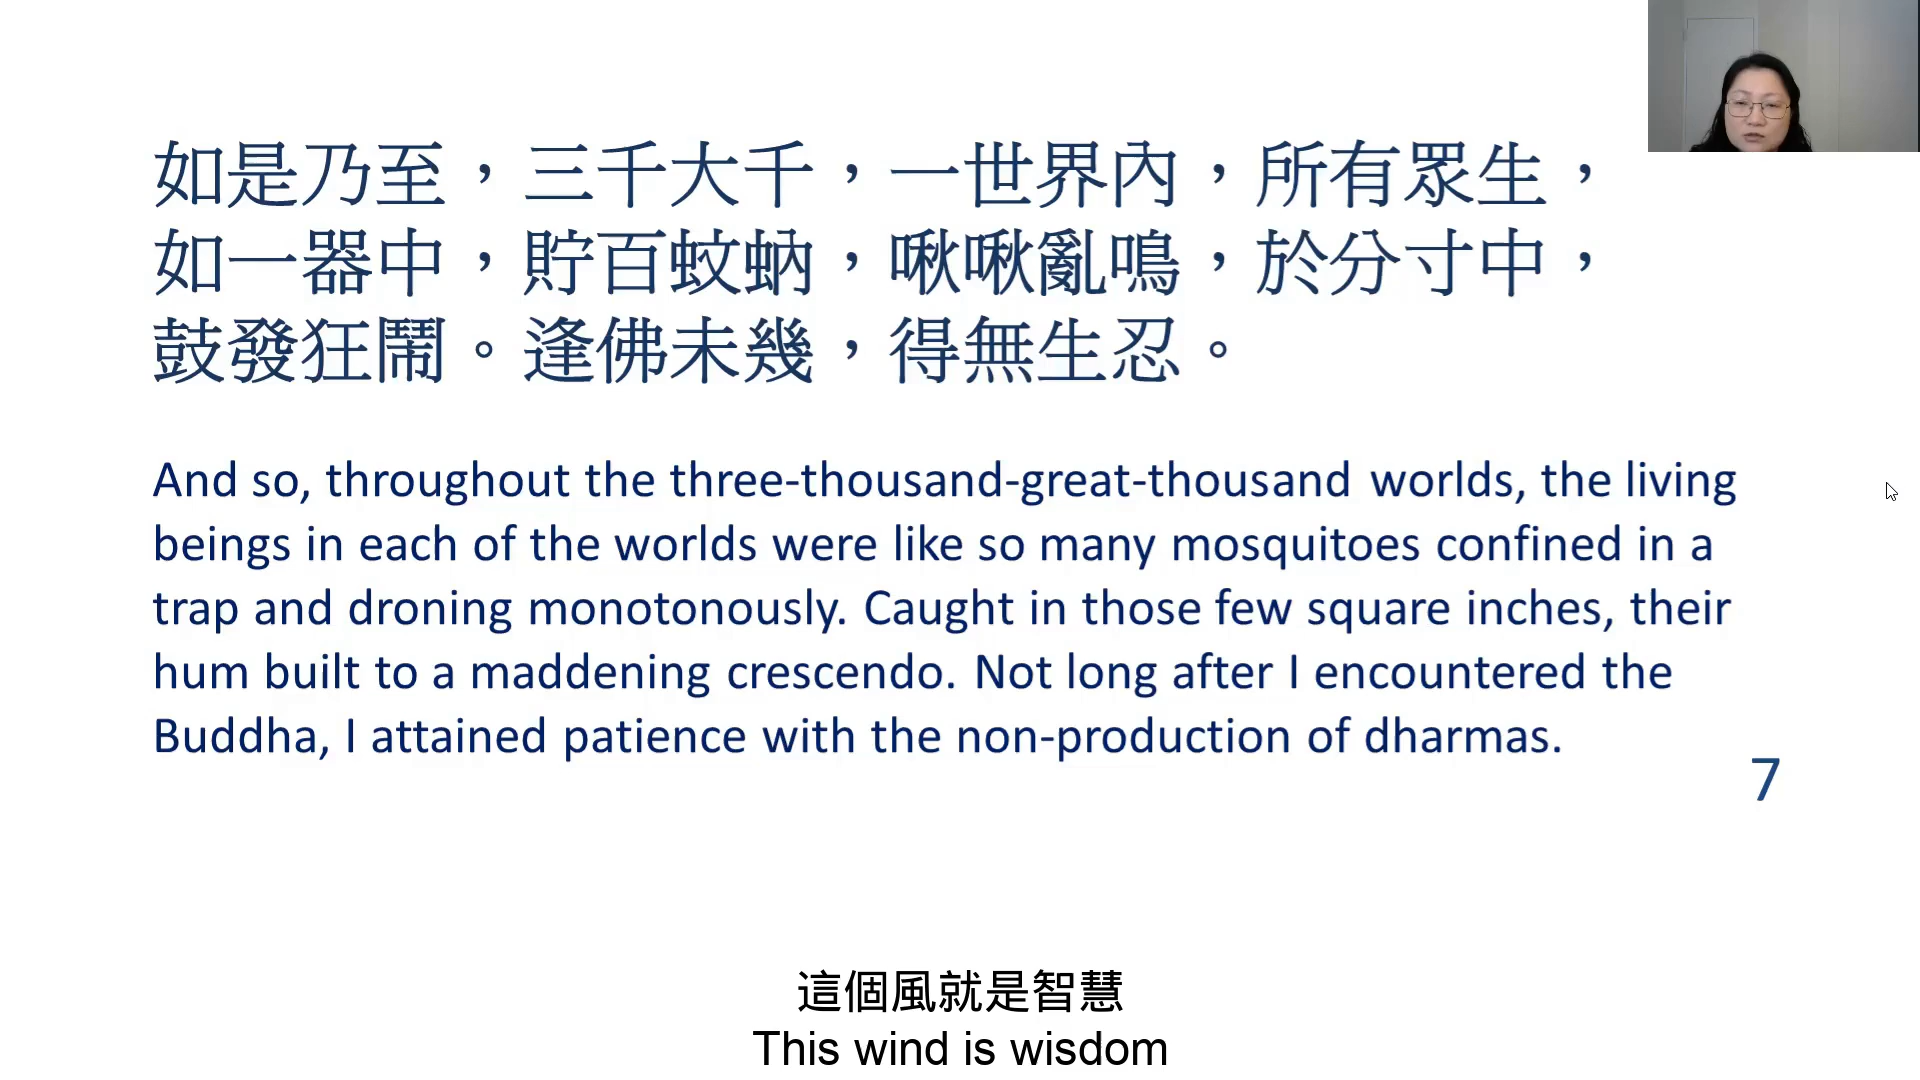 如是乃至，三千大千，一世界內，所有眾生，
如一器中，貯百蚊蚋，啾啾亂鳴，於分寸中，
鼓發狂鬧。逢佛未幾，得無生忍。
And so, throughout the three-thousand-great-thousand worlds, the living
beings in each of the worlds were like so many mosquitoes confined in a
trap and droning monotonously. Caught in those few square inches, their
hum built to a maddening crescendo. Not long after I encountered the
Buddha, I attained patience with the non-production of dharmas.
7
這個風就是智慧
This wind is wisdom